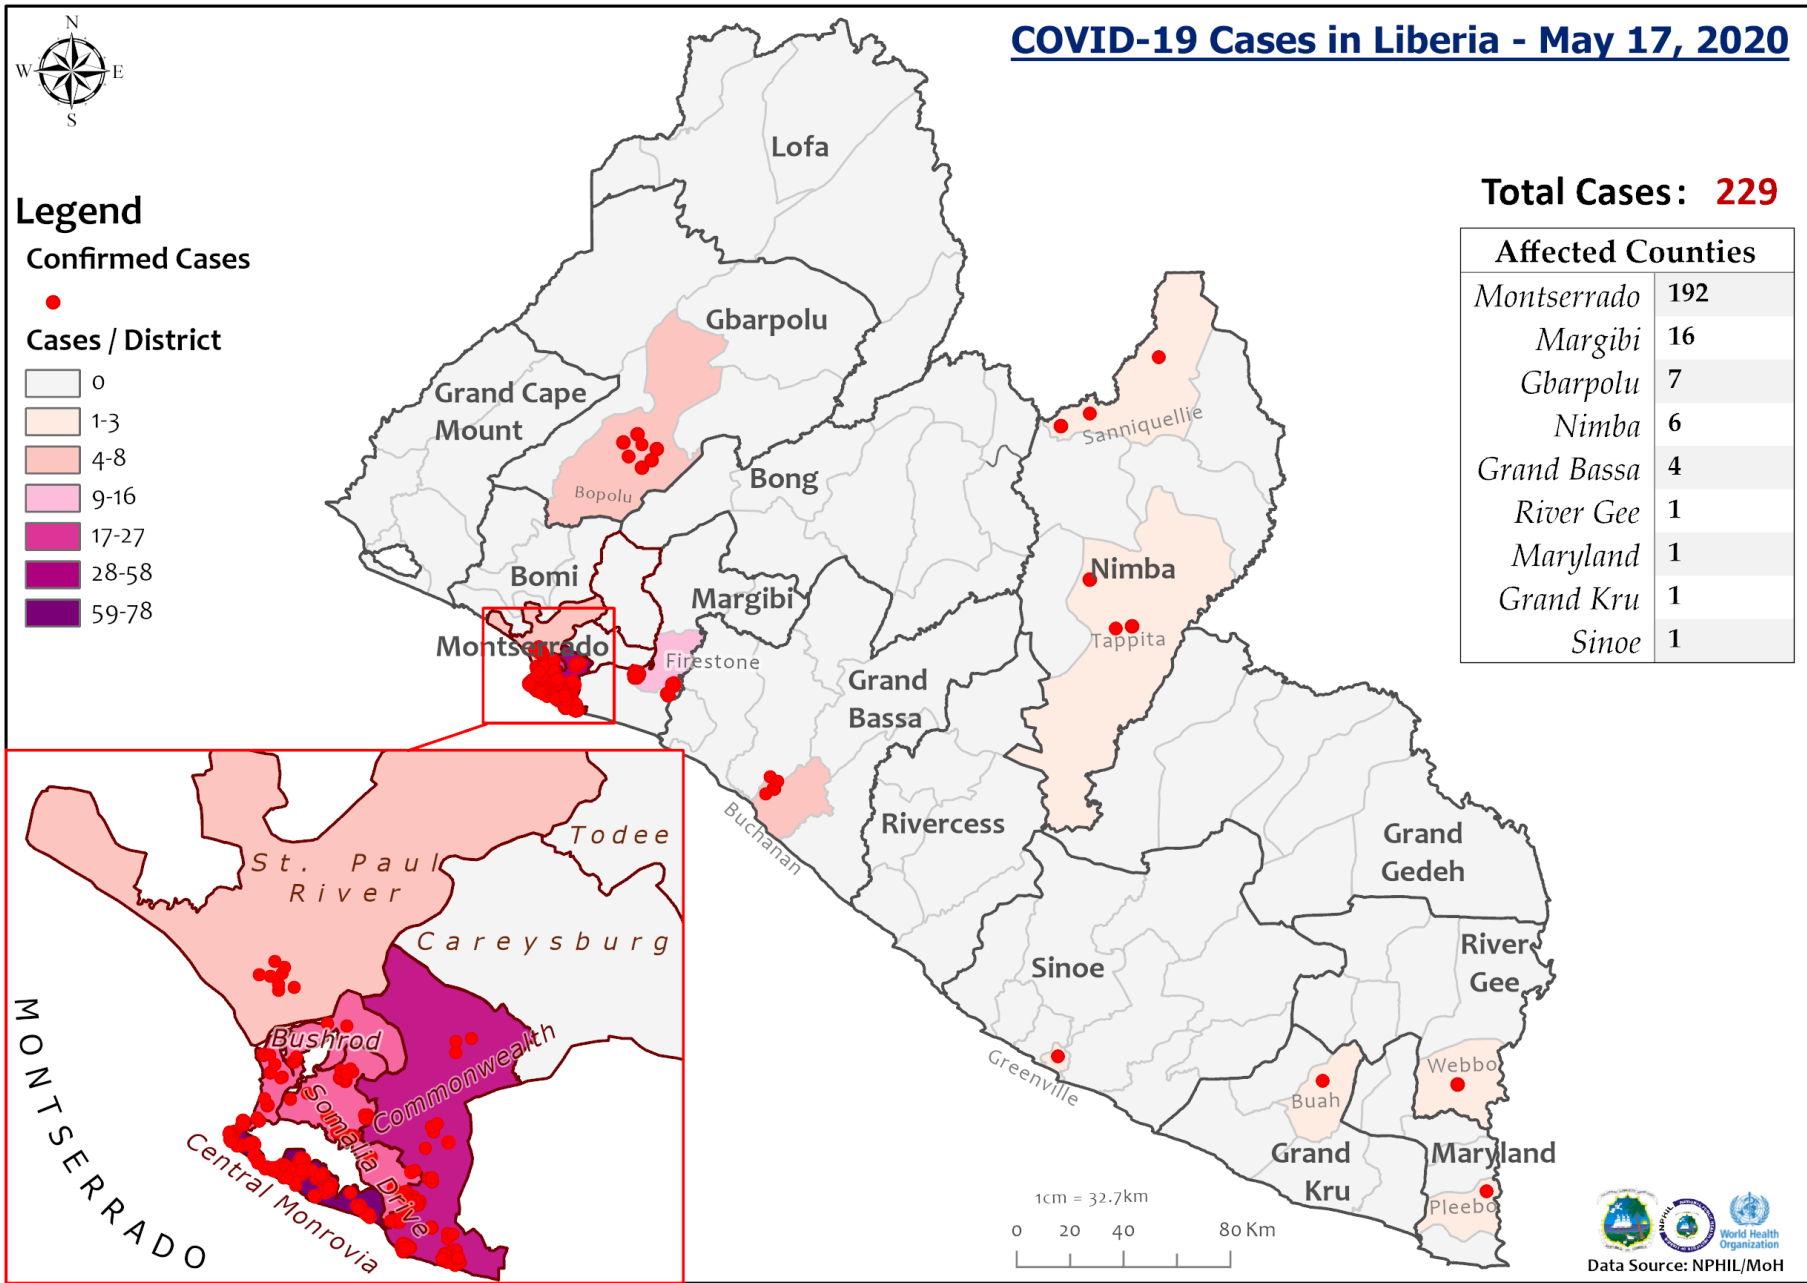 COVID-19 Cases in Liberia - May 17, 2020
N
W
E
S
Legend
Confirmed Cases
Cases / District
0
1-3
4-8
9-16
17-27
28-58
59-78
Total Cases: 229
Affected Counties
Montserrado 192
Margibi 16
Gbarpolu 7
Nimba 6
Grand Bassa 4
River Gee 1
Maryland 1
Grand Kru 1
Sinoe 1
Lofa
Gbarpolu
Grand Cape
Mount
Bopolu
Bong
Sanniquellie
Bomi
Margibi
Nimba
Tappita
Montserrado
Firestone
Grand
Bassa
Buchanan
Rivercess
Grand
Gedeh
Sinoe
River
Gee
Greenville
Webbo
Buah
Grand
Kru
Maryland
Pleebo
St. Paul
River
Todee
Careysburg
Bushrod
Commonwealth
Somalia Drive
Central Monrovia
MONTSERRADO
1cm = 32.7km
0 20 40 80 Km
NPHIL
World Health
Organization
Data Source: NPHIL/MoH